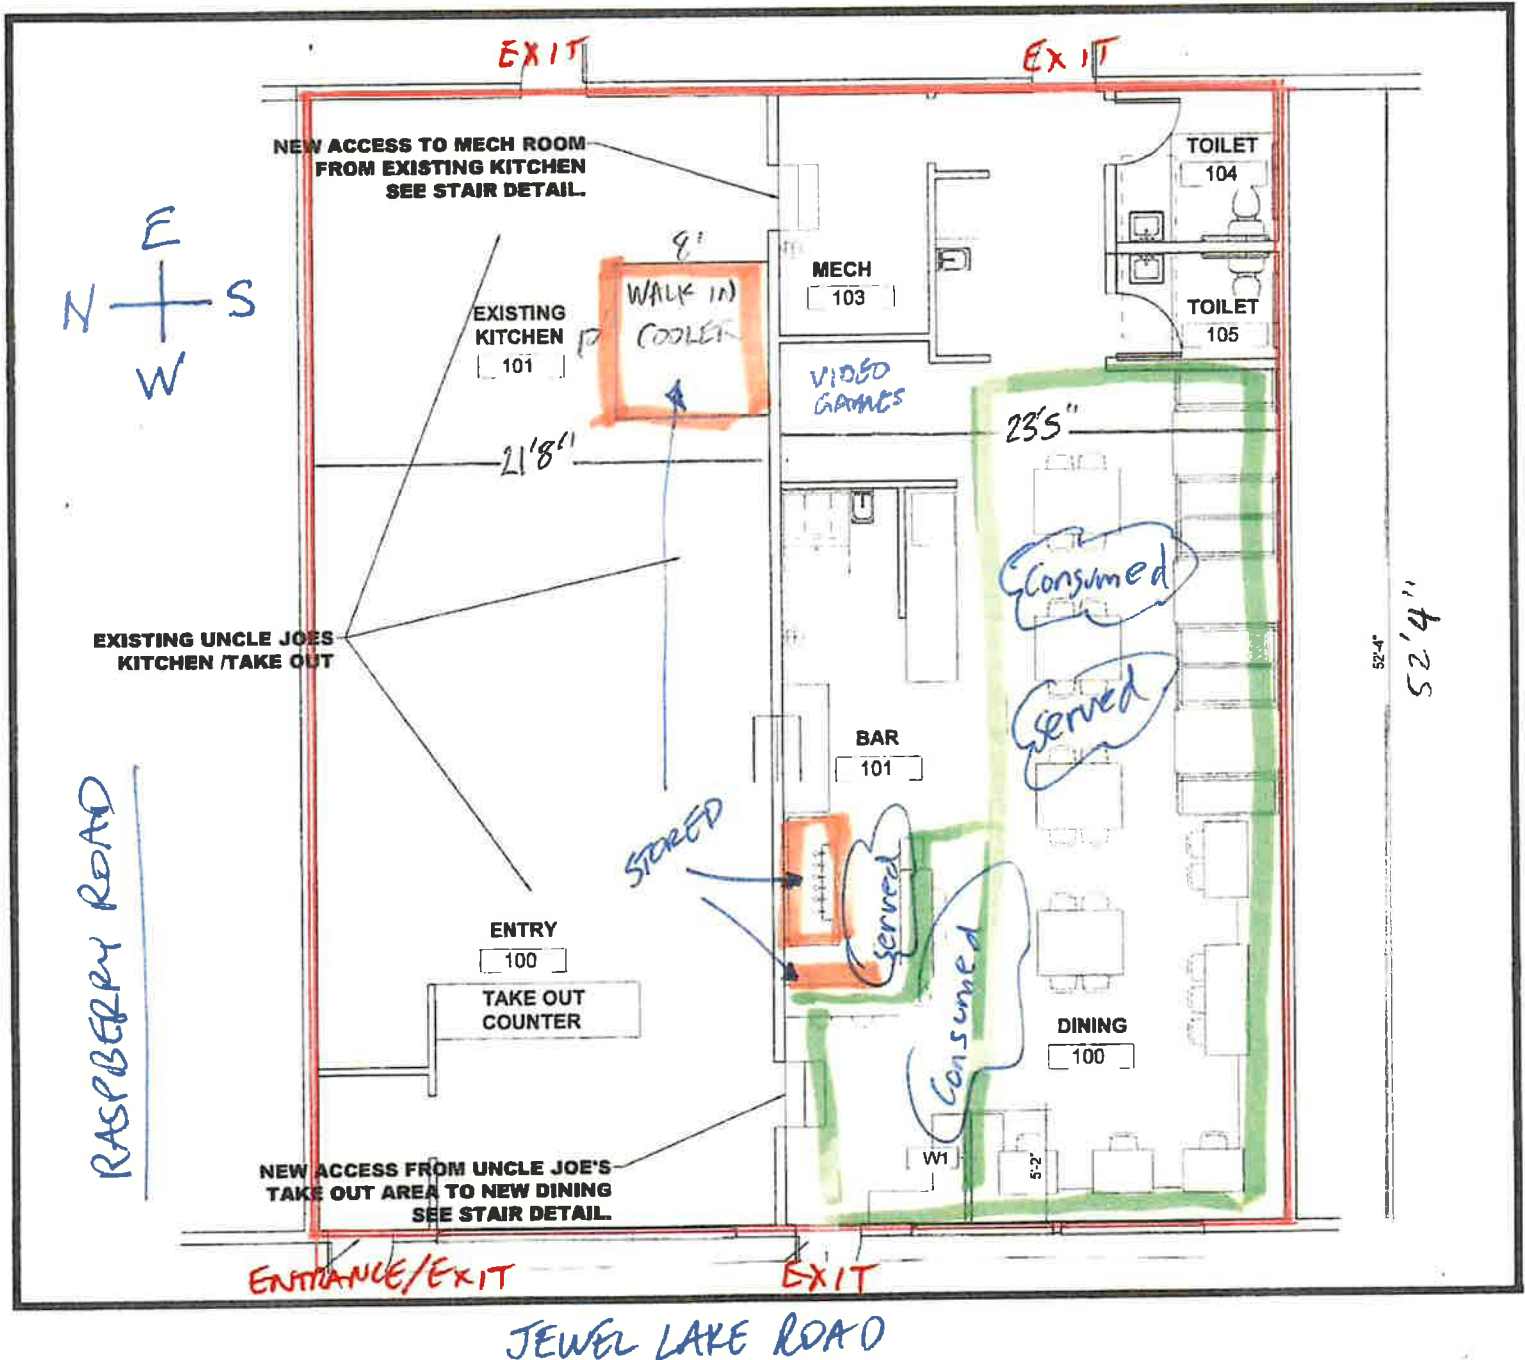 EXIT
EXIT
NEW ACCESS TO MECH ROOM
FROM EXISTING KITCHEN
SEE STAIR DETAIL.
TOILET
104
E
N
S
W
8'
WALK IN
COOLER
EXISTING
KITCHEN
101
MECH
103
TOILET
105
VIDEO
GAMES
21'8"
23'5"
Consumed
served
EXISTING UNCLE JOES
KITCHEN /TAKE OUT
52'-4"
52'4"
BAR
101
STORED
served
Consumed
RASPBERRY ROAD
ENTRY
100
TAKE OUT
COUNTER
DINING
100
W1
5'-2"
NEW ACCESS FROM UNCLE JOE'S
TAKE OUT AREA TO NEW DINING
SEE STAIR DETAIL.
ENTRANCE/EXIT
EXIT
JEWEL LAKE ROAD